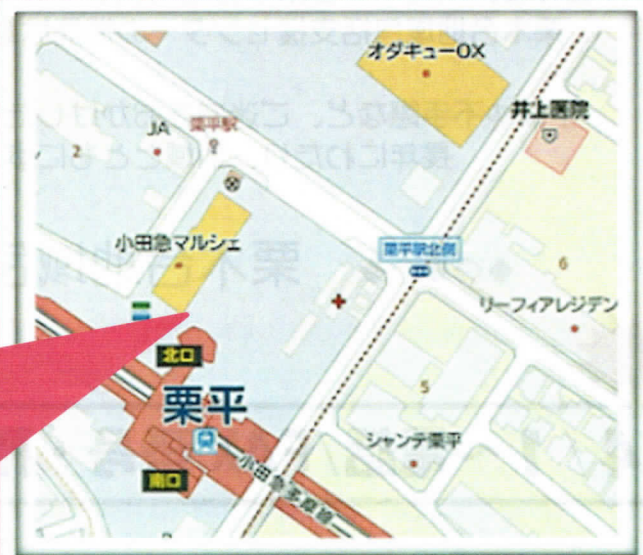 オダキューOX
井上医院
JA
栗平駅
2
小田急マルシェ
栗平駅北側
6
リーフィアレジデン
北口
栗平
5
シャンテ栗平
南口
小田急多摩線